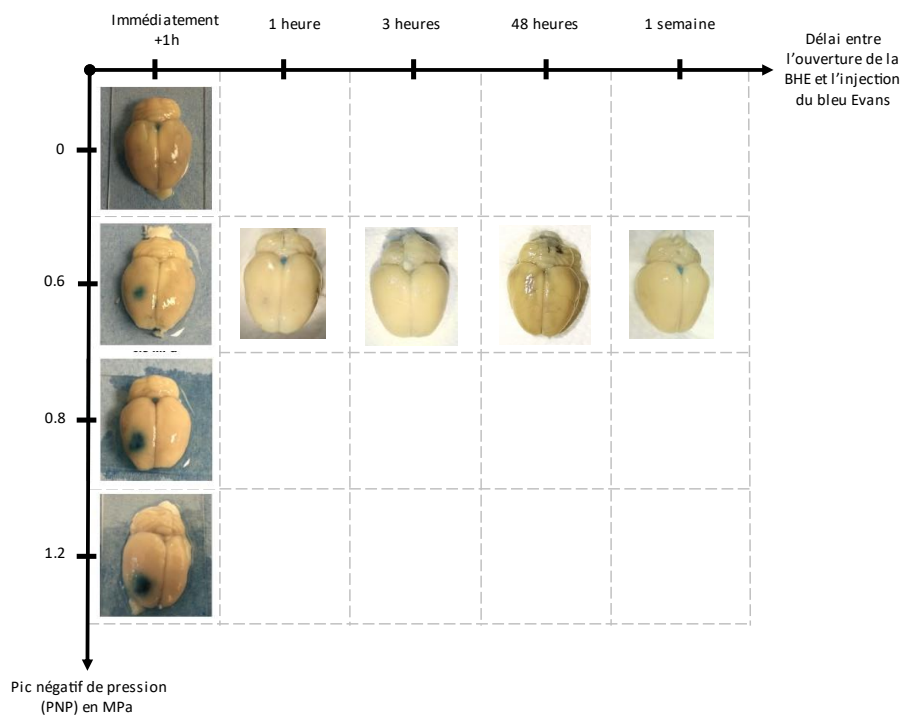 Immédiatement
+1h
1 heure
3 heures
48 heures
1 semaine
Délai entre
l’ouverture de la
BHE et l’injection
du bleu Evans
0
0.6
0.8
1.2
Pic négatif de pression
(PNP) en MPa